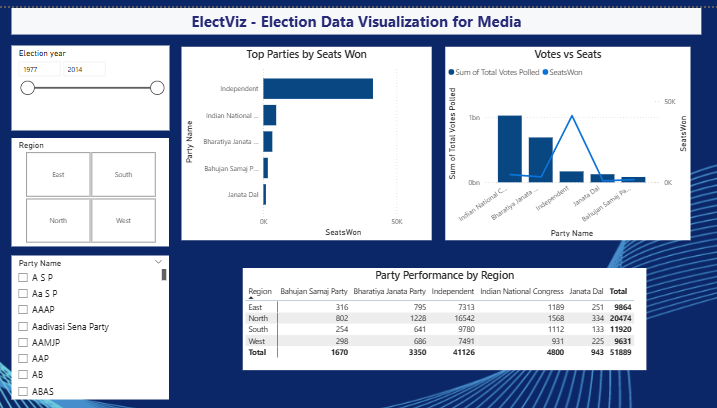 ElectViz - Election Data Visualization for Media
Election year
1977 2014
Region
East South
North West
Party Name
A S P
Aa S P
AAAP
Aadivasi Sena Party
AAMJP
AAP
AB
ABAS
Top Parties by Seats Won
Party Name
Independent
Indian National ...
Bharatiya Janata ...
Bahujan Samaj P...
Janata Dal
0K 50K
SeatsWon
Votes vs Seats
Sum of Total Votes Polled SeatsWon
Sum of Total Votes Polled
1bn
0bn
50K
0K
SeatsWon
Indian National C...
Bharatiya Janata ...
Independent
Janata Dal
Bahujan Samaj Pa...
Party Name
Party Performance by Region
Region Bahujan Samaj Party Bharatiya Janata Party Independent Indian National Congress Janata Dal Total
East 316 795 7313 1189 251 9864
North 802 1228 16542 1568 334 20474
South 254 641 9780 1112 133 11920
West 298 686 7491 931 225 9631
Total 1670 3350 41126 4800 943 51889